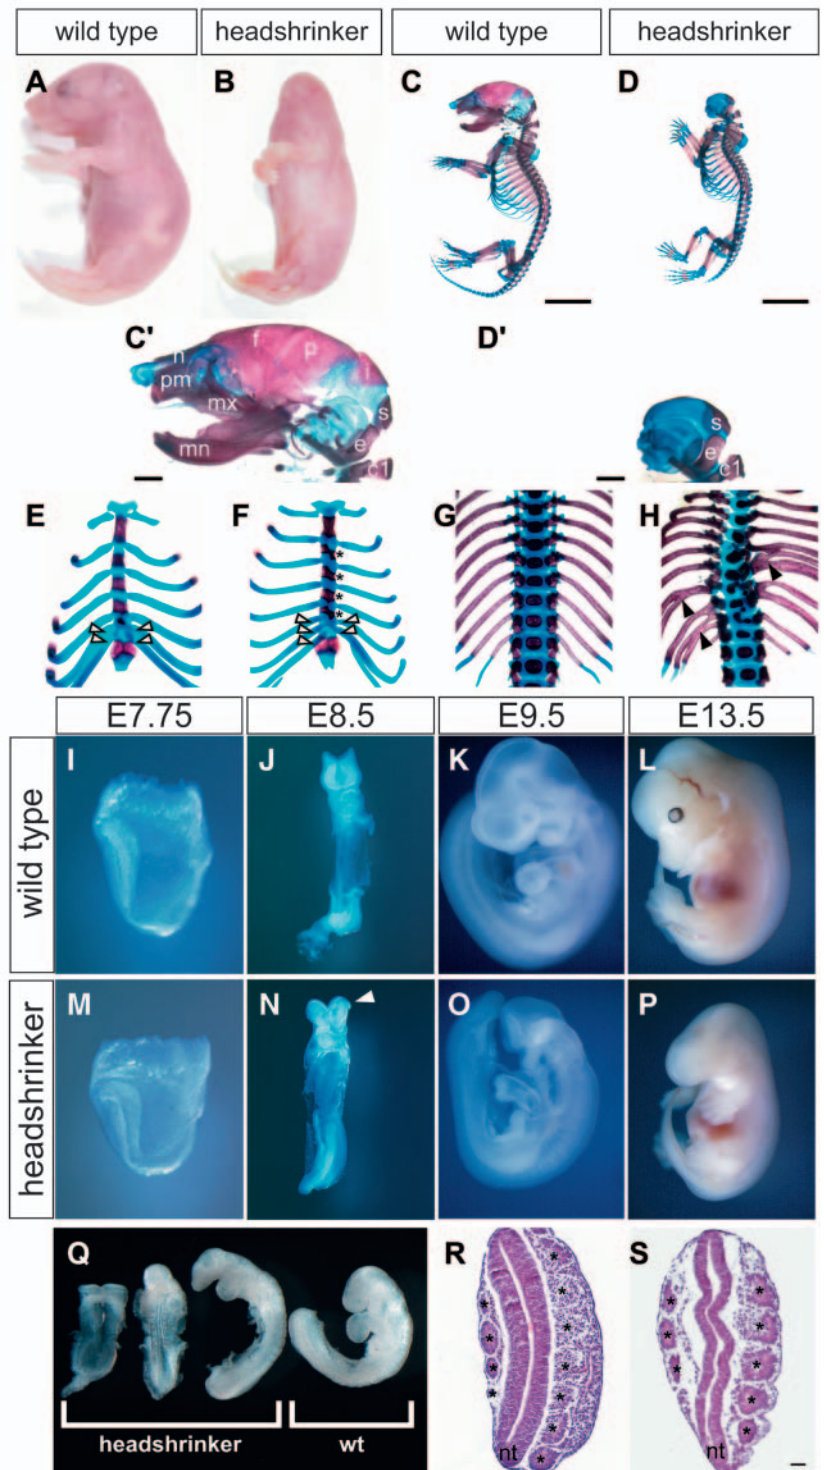 wild type headshrinker wild type headshrinker
A B C D
C' D'
n f p i
pm mx s
mn e
c1
s
e
c1
E F G H
* * * *
E7.75 E8.5 E9.5 E13.5
wild type
I J K L
headshrinker
M N O P
Q R S
* * * * * * * * * * *
* * * * * * * *
nt nt
headshrinker wt